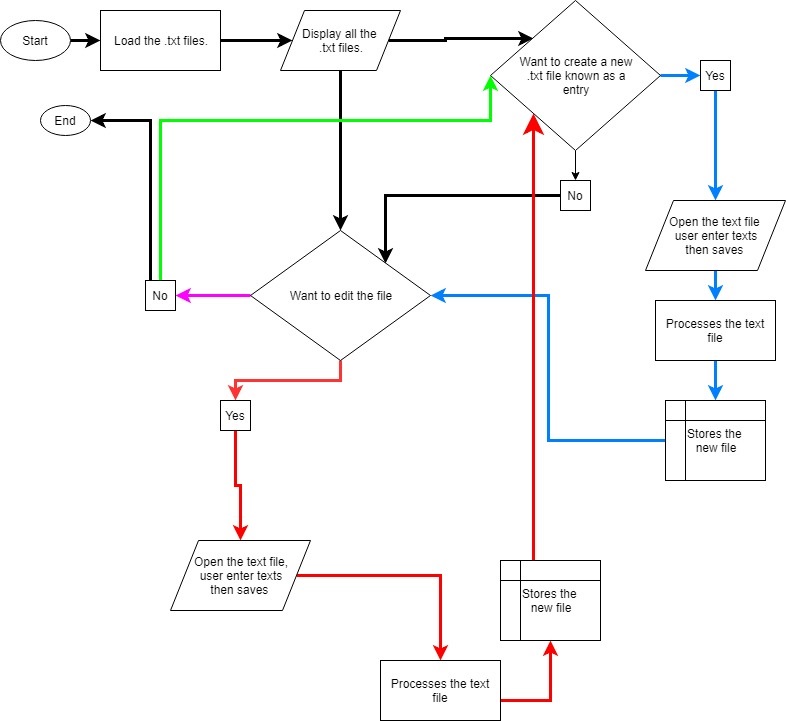 Start
Load the .txt files.
Display all the
.txt files.
Want to create a new
.txt file known as a
entry
Yes
End
No
Open the text file
user enter texts
then saves
No
Want to edit the file
Processes the text
file
Yes
Stores the
new file
Open the text file,
user enter texts
then saves
Stores the
new file
Processes the text
file